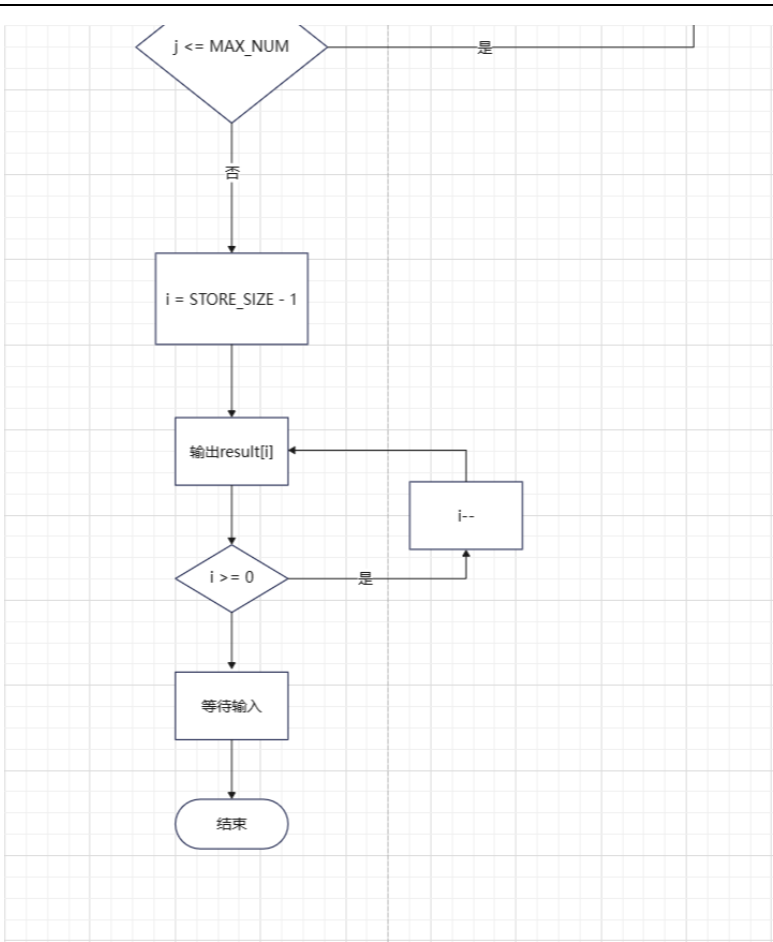 j <= MAX_NUM
是
否
i = STORE_SIZE - 1
输出result[i]
i--
i >= 0
是
等待输入
结束